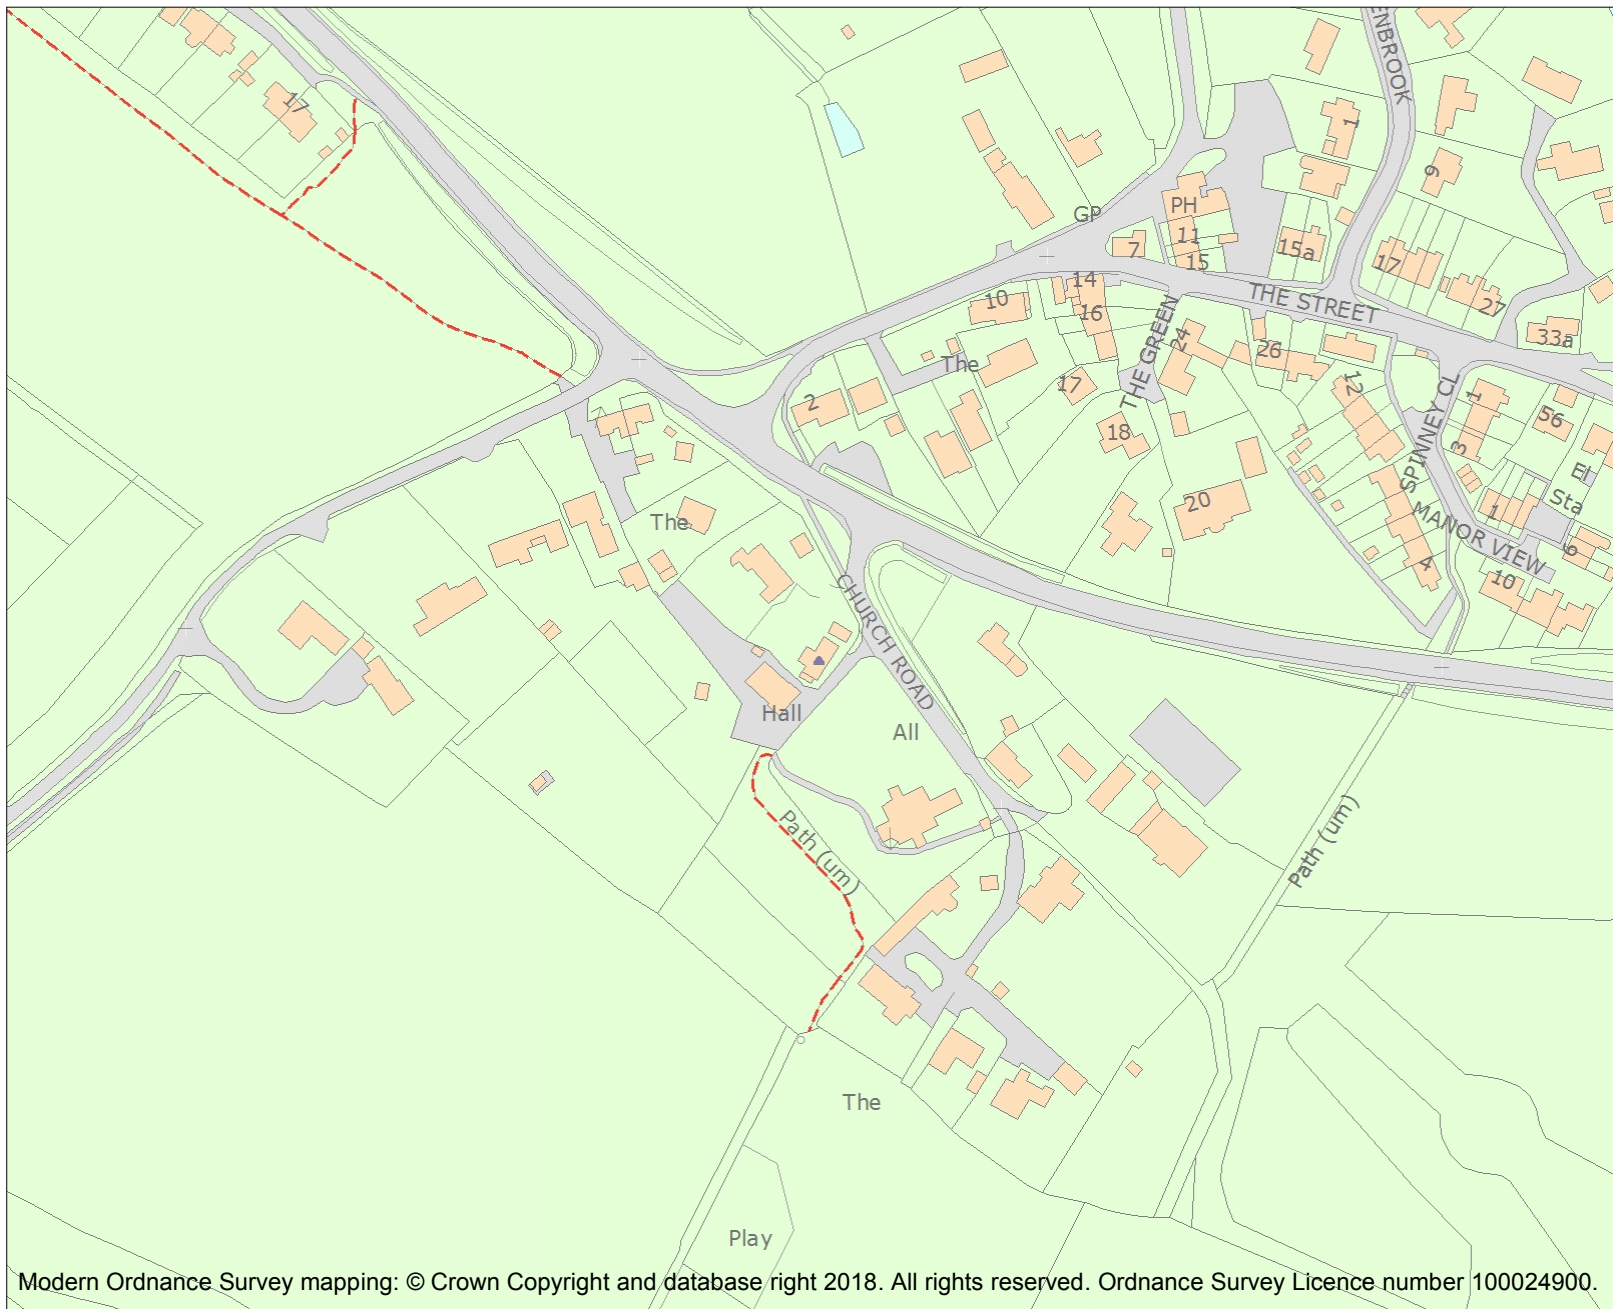 ENBROOK
17
1
9
GP
PH
11
7
15
15a
17
14
10
16
THE STREET
27
THE GREEN
24
33a
26
The
17
12
2
SPINNEY CL
1
56
18
3
El
Sta
20
1
MANOR VIEW
The
6
4
10
CHURCH ROAD
Hall
All
Path (um)
Path (um)
The
Play
Modern Ordnance Survey mapping: © Crown Copyright and database right 2018. All rights reserved. Ordnance Survey Licence number 100024900.